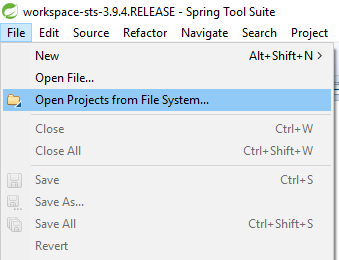 workspace-sts-3.9.4.RELEASE - Spring Tool Suite
File Edit Source Refactor Navigate Search Project
New Alt+Shift+N >
Open File...
Open Projects from File System...
Close Ctrl+W
Close All Ctrl+Shift+W
Save Ctrl+S
Save As...
Save All Ctrl+Shift+S
Revert